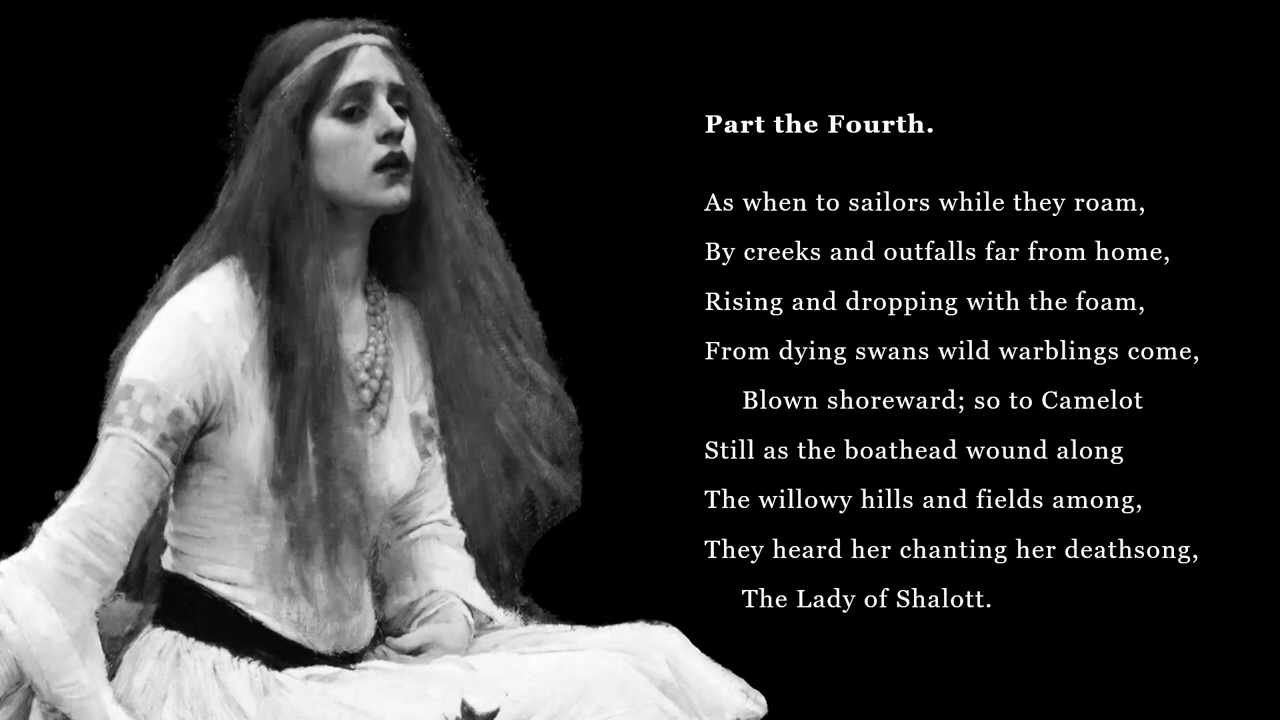 Part the Fourth.
As when to sailors while they roam,
By creeks and outfalls far from home,
Rising and dropping with the foam,
From dying swans wild warblings come,
Blown shoreward; so to Camelot
Still as the boathead wound along
The willowy hills and fields among,
They heard her chanting her deathsong,
The Lady of Shalott.